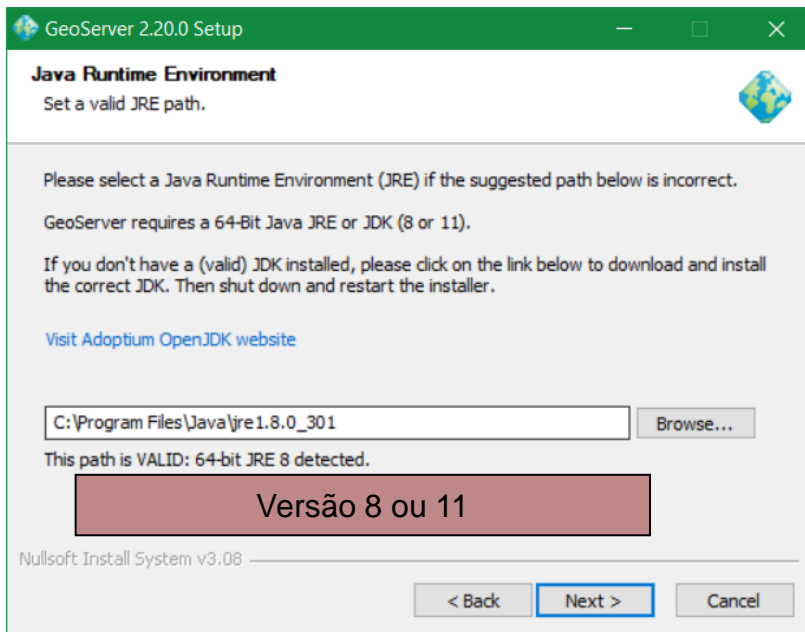 GeoServer 2.20.0 Setup
Java Runtime Environment
Set a valid JRE path.
Please select a Java Runtime Environment (JRE) if the suggested path below is incorrect.
GeoServer requires a 64-Bit Java JRE or JDK (8 or 11).
If you don't have a (valid) JDK installed, please click on the link below to download and install
the correct JDK. Then shut down and restart the installer.
Visit Adoptium OpenJDK website
C:\Program Files\Java\jre1.8.0_301
Browse...
This path is VALID: 64-bit JRE 8 detected.
Versão 8 ou 11
Nullsoft Install System v3.08
< Back
Next >
Cancel